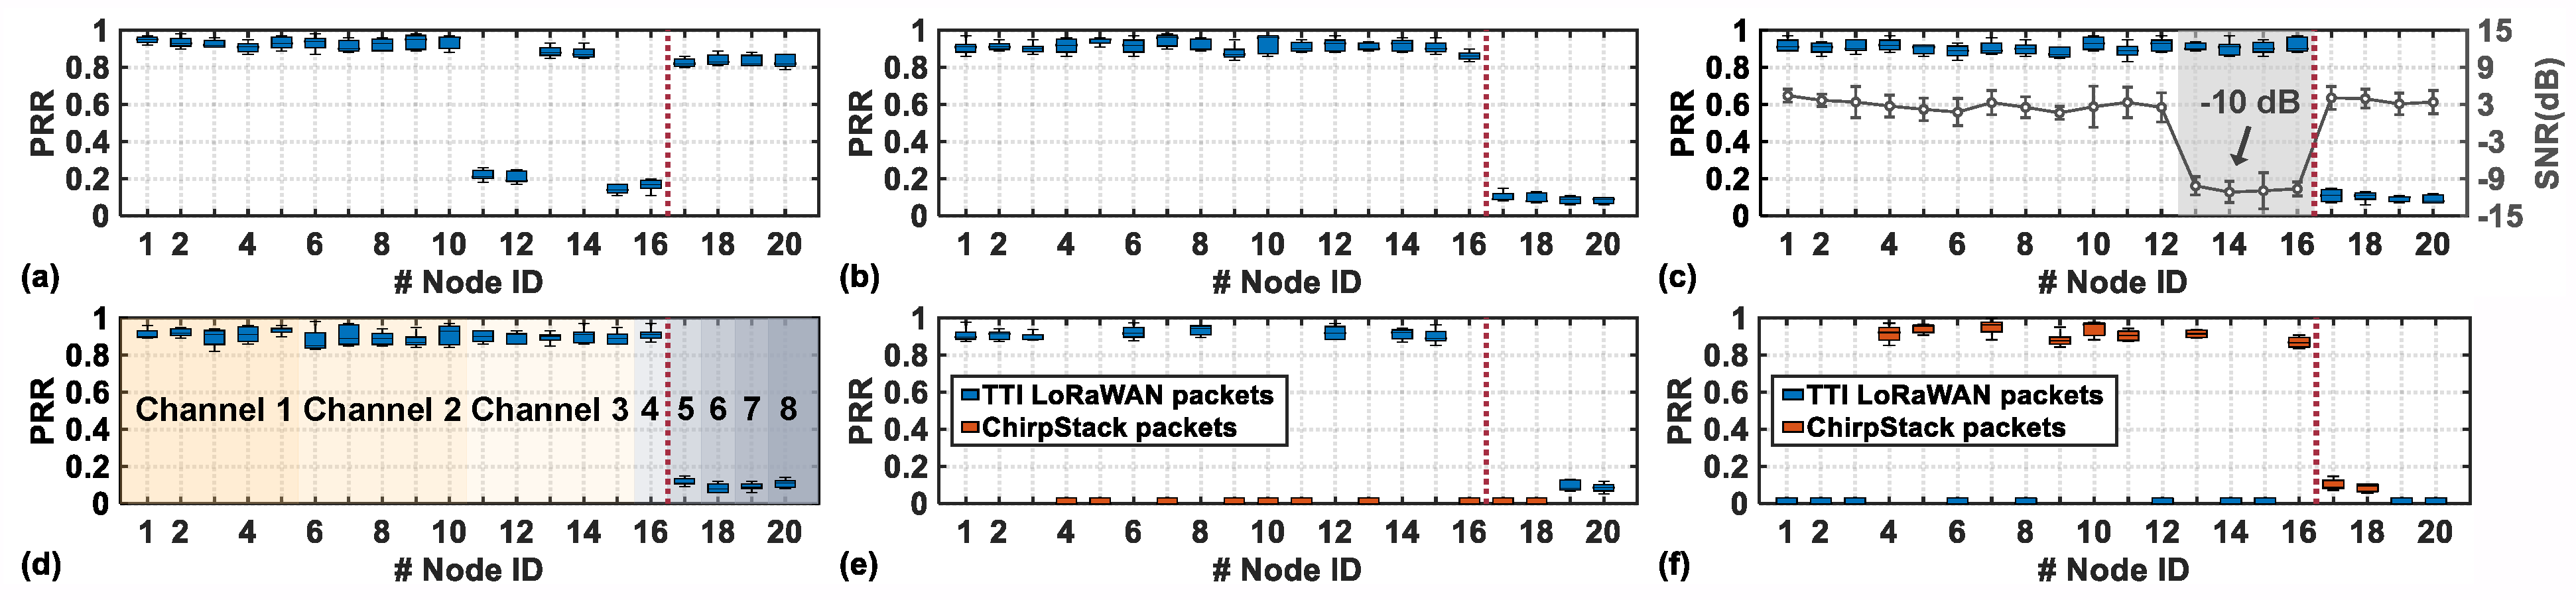 1
0.8
0.6
0.4
0.2
0
PRR
1 2 4 6 8 10 12 14 16 18 20
# Node ID
(a)
1
0.8
0.6
0.4
0.2
0
PRR
1 2 4 6 8 10 12 14 16 18 20
# Node ID
(b)
1
0.8
0.6
0.4
0.2
0
PRR
-10 dB
15
9
3
-3
-9
-15
SNR(dB)
1 2 4 6 8 10 12 14 16 18 20
# Node ID
(c)
1
0.8
0.6
0.4
0.2
0
PRR
Channel 1 Channel 2 Channel 3 4 5 6 7 8
1 2 4 6 8 10 12 14 16 18 20
# Node ID
(d)
1
0.8
0.6
0.4
0.2
0
PRR
TTI LoRaWAN packets
ChirpStack packets
1 2 4 6 8 10 12 14 16 18 20
# Node ID
(e)
1
0.8
0.6
0.4
0.2
0
PRR
TTI LoRaWAN packets
ChirpStack packets
1 2 4 6 8 10 12 14 16 18 20
# Node ID
(f)